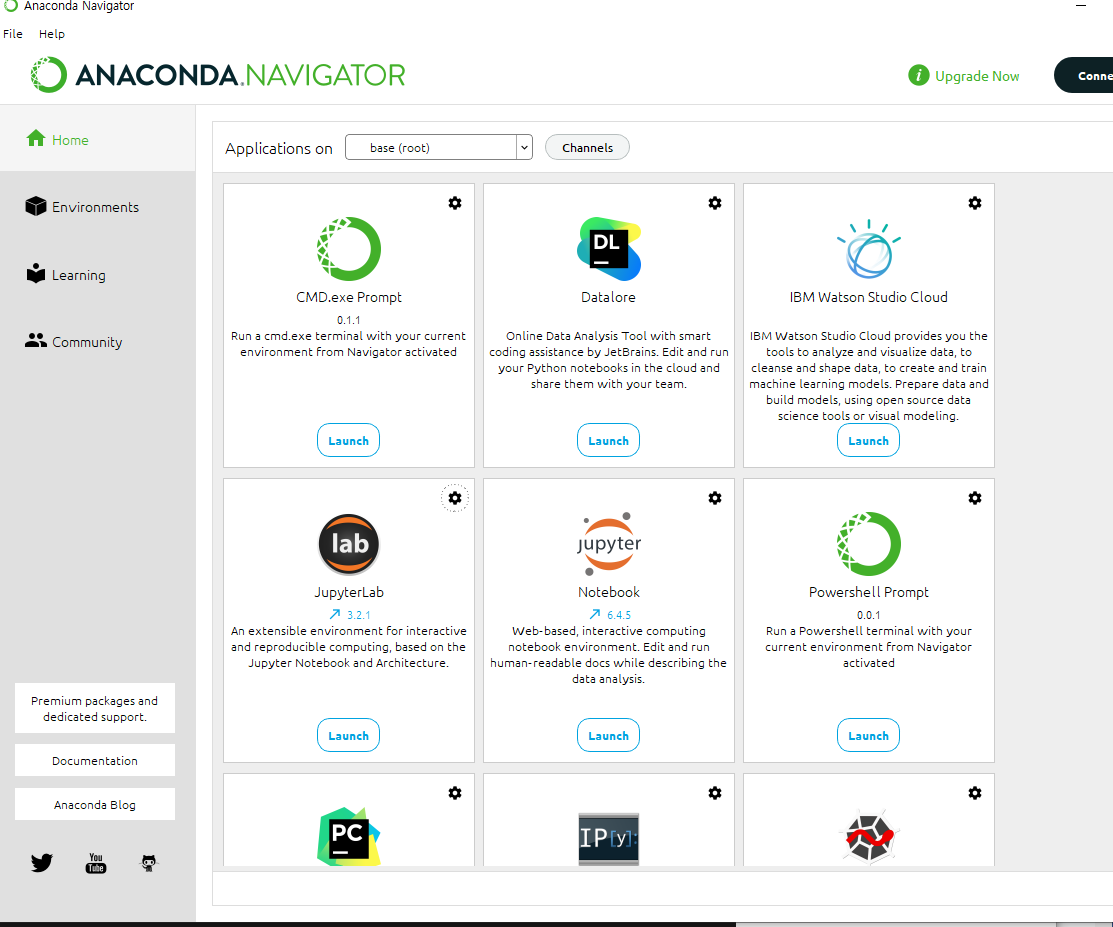 Anaconda Navigator
File Help
ANACONDA.NAVIGATOR
i Upgrade Now
Conne
Home
Environments
Learning
Community
Premium packages and
dedicated support.
Documentation
Anaconda Blog
You
Tube
Applications on base (root) Channels
CMD.exe Prompt
0.1.1
Run a cmd.exe terminal with your current
environment from Navigator activated
Launch
DL
Datalore
Online Data Analysis Tool with smart
coding assistance by JetBrains. Edit and run
your Python notebooks in the cloud and
share them with your team.
Launch
IBM Watson Studio Cloud
IBM Watson Studio Cloud provides you the
tools to analyze and visualize data, to
cleanse and shape data, to create and train
machine learning models. Prepare data and
build models, using open source data
science tools or visual modeling.
Launch
lab
JupyterLab
3.2.1
An extensible environment for interactive
and reproducible computing, based on the
Jupyter Notebook and Architecture.
Launch
jupyter
Notebook
6.4.5
Web-based, interactive computing
notebook environment. Edit and run
human-readable docs while describing the
data analysis.
Launch
Powershell Prompt
0.0.1
Run a Powershell terminal with your
current environment from Navigator
activated
Launch
PC
IP[y]: